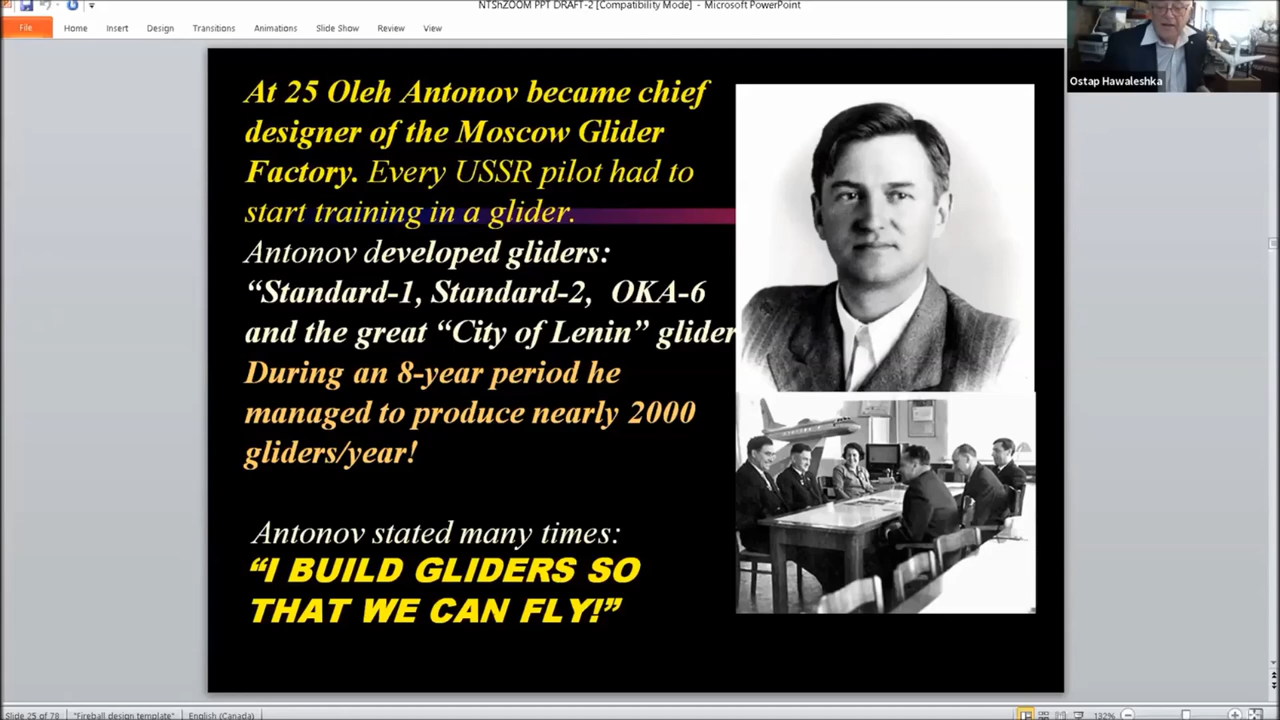 NTShZOOM PPT DRAFT-2 [Compatibility Mode] - Microsoft PowerPoint
File Home Insert Design Transitions Animations Slide Show Review View
Ostap Hawaleshka
At 25 Oleh Antonov became chief
designer of the Moscow Glider
Factory. Every USSR pilot had to
start training in a glider.
Antonov developed gliders:
“Standard-1, Standard-2, OKA-6
and the great “City of Lenin” glider
During an 8-year period he
managed to produce nearly 2000
gliders/year!
Antonov stated many times:
“I BUILD GLIDERS SO
THAT WE CAN FLY!”
Slide 25 of 78 "Fireball design template" English (Canada) 132%